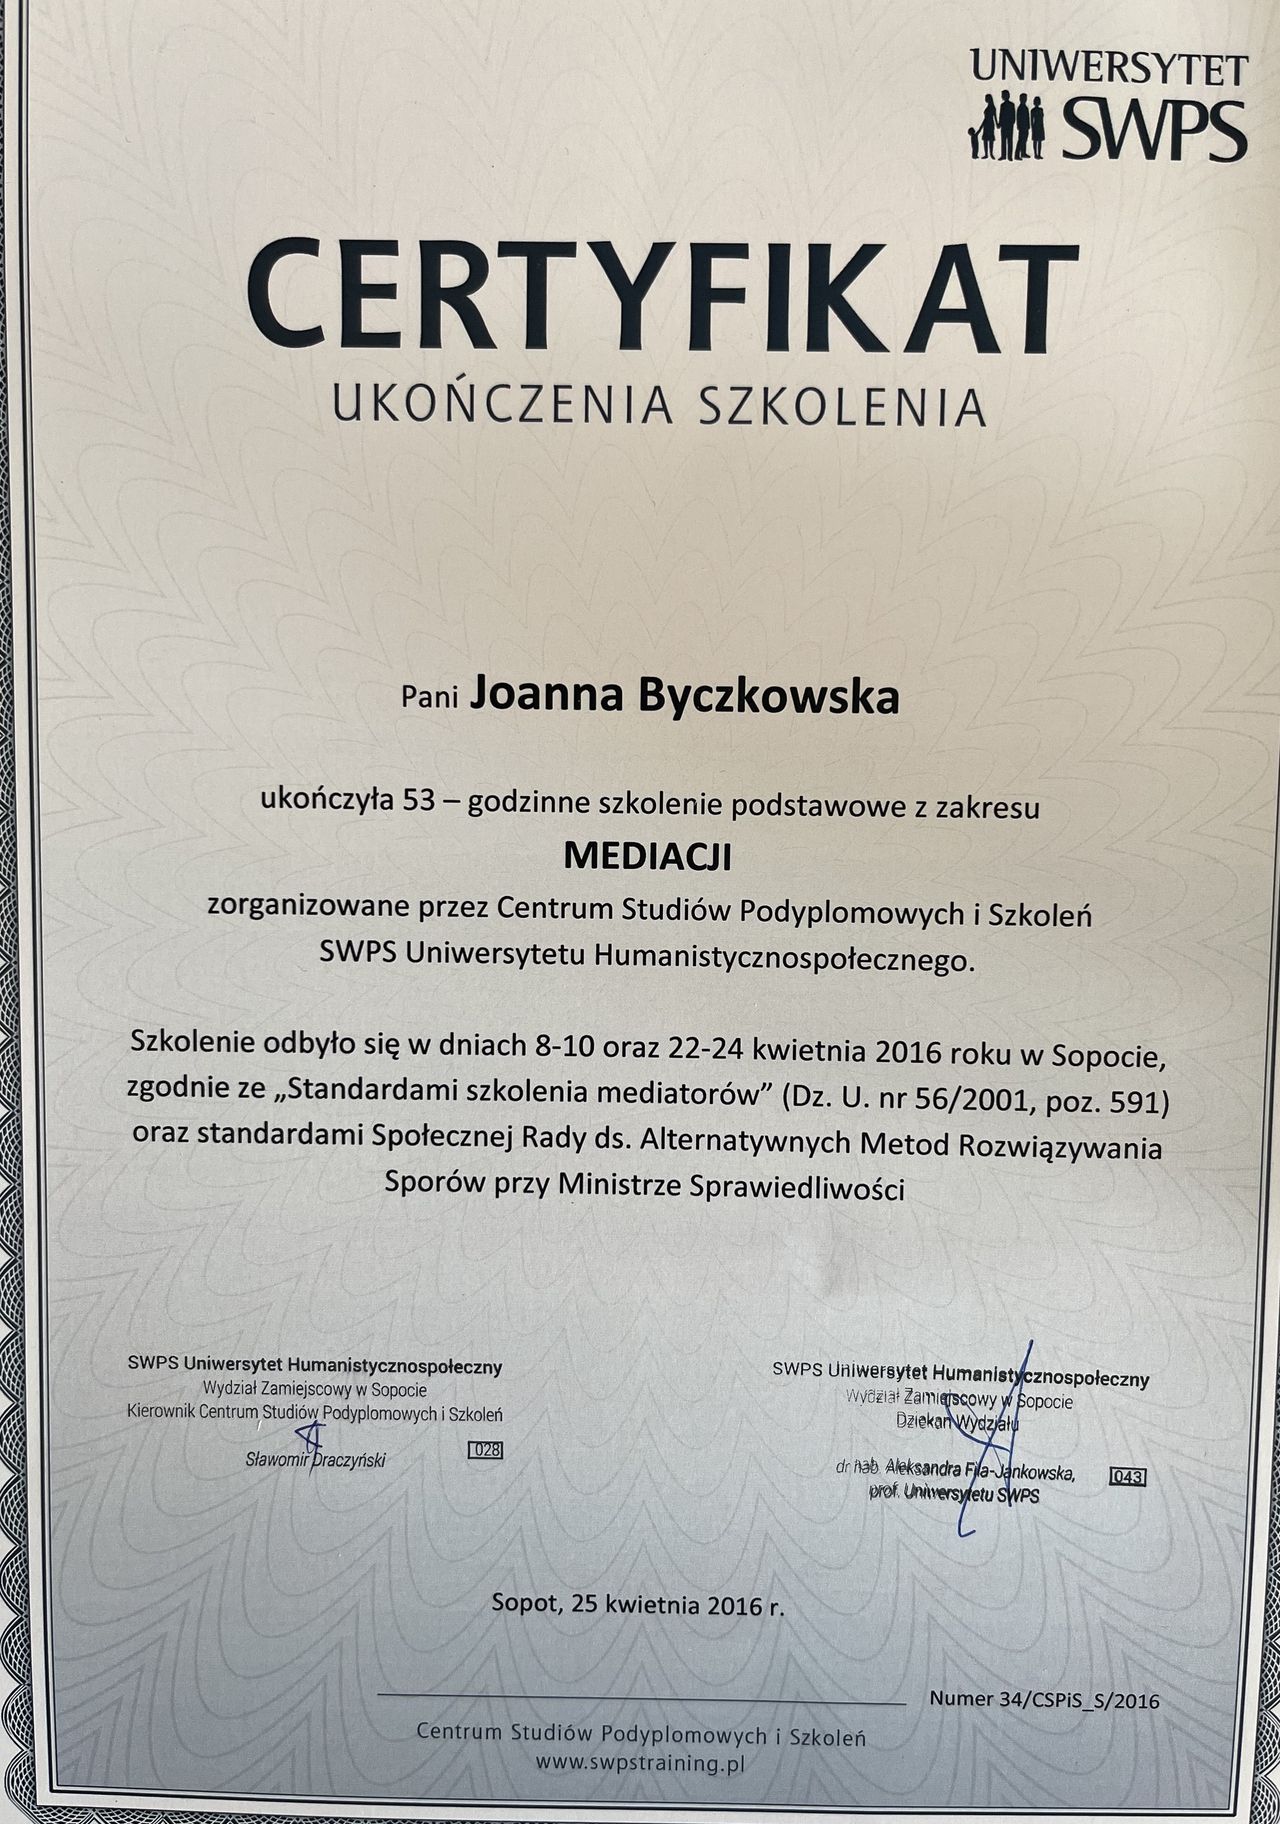 UNIWERSYTET
SWPS
CERTYFIKAT
UKOŃCZENIA SZKOLENIA
Pani Joanna Byczkowska
ukończyła 53 – godzinne szkolenie podstawowe z zakresu
MEDIACJI
zorganizowane przez Centrum Studiów Podyplomowych i Szkoleń
SWPS Uniwersytetu Humanistycznospołecznego.
Szkolenie odbyło się w dniach 8-10 oraz 22-24 kwietnia 2016 roku w Sopocie,
zgodnie ze „Standardami szkolenia mediatorów” (Dz. U. nr 56/2001, poz. 591)
oraz standardami Społecznej Rady ds. Alternatywnych Metod Rozwiązywania
Sporów przy Ministrze Sprawiedliwości
SWPS Uniwersytet Humanistycznospołeczny
Wydział Zamiejscowy w Sopocie
Kierownik Centrum Studiów Podyplomowych i Szkoleń
Sławomir Draczyński
028
SWPS Uniwersytet Humanistycznospołeczny
Wydział Zamiejscowy w Sopocie
Dziekan Wydziału
dr hab. Aleksandra Fila-Jankowska,
prof. Uniwersytetu SWPS
043
Sopot, 25 kwietnia 2016 r.
Numer 34/CSPiS_S/2016
Centrum Studiów Podyplomowych i Szkoleń
www.swpstraining.pl